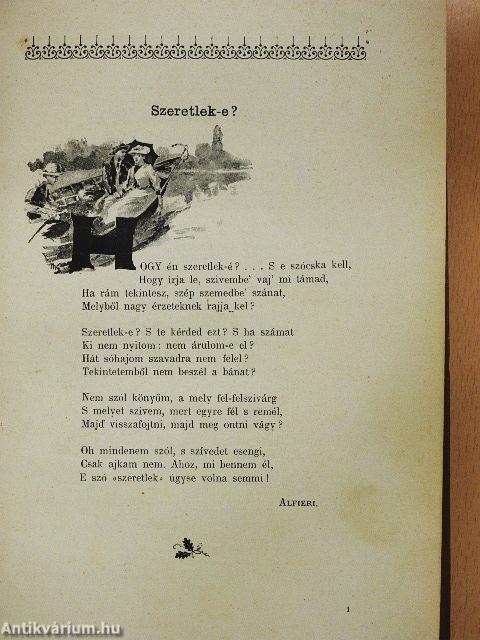 Szeretlek-e?
HOGY én szeretlek-é? . . . S e szócska kell,
Hogy irja le, szivembe' vaj' mi támad,
Ha rám tekintesz, szép szemedbe' szánat,
Melyből nagy érzeteknek rajja kel?
Szeretlek-e? S te kérded ezt? S ha számat
Ki nem nyitom: nem árulom-e el?
Hát sóhajom szavadra nem felel?
Tekintetemből nem beszél a bánat?
Nem szól könyűm, a mely fel-felszivárg
S melyet szivem, mert egyre fél s remél,
Majd visszafojtni, majd meg ontni vágy?
Oh mindenem szól, s szívedet esengi,
Csak ajkam nem. Ahoz, mi bennem él,
E szó «szeretlek» úgyse volna semmi!
ALFIERI.
1
Antikvárium.hu